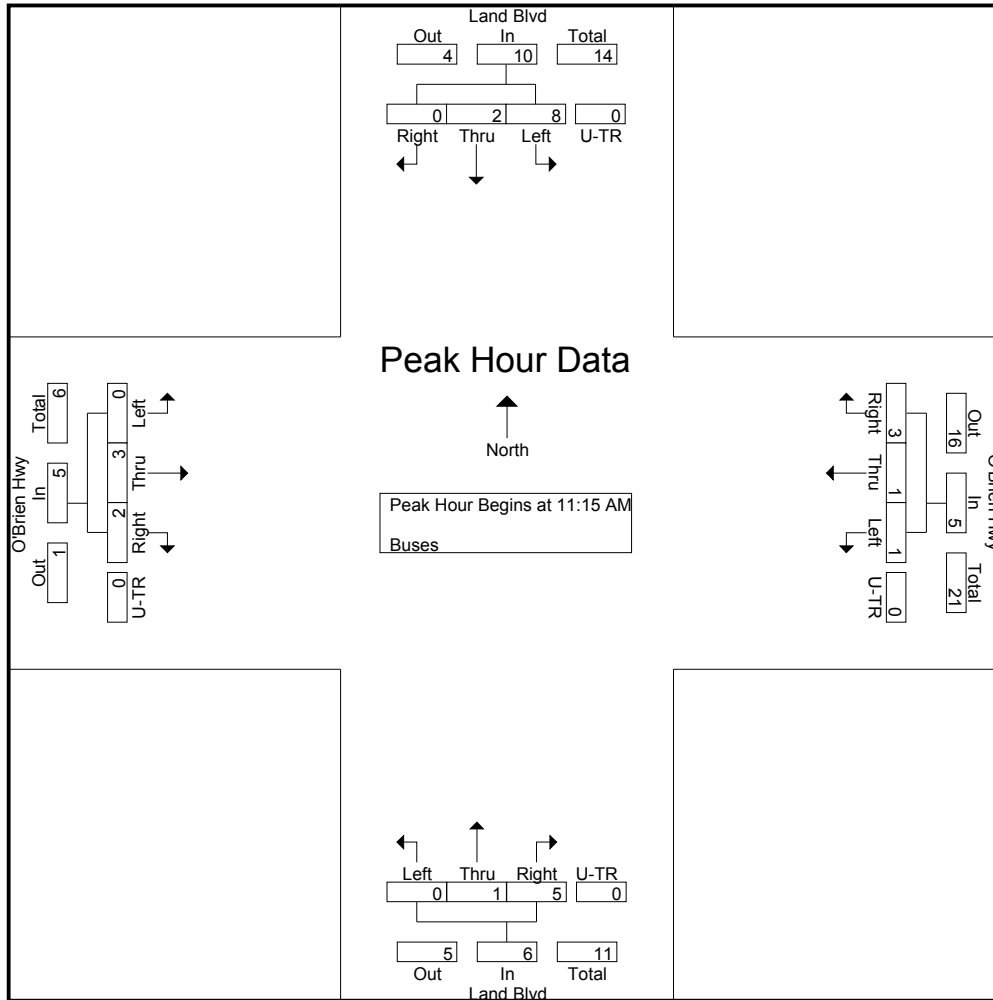 Land Blvd
Out In Total
4 10 14
0 2 8 0
Right Thru Left U-TR
Peak Hour Data
North
Peak Hour Begins at 11:15 AM
Buses
O'Brien Hwy
Total In Out
6 5 1
0 3 2 0
Left Thru Right U-TR
Right Thru Left U-TR
3 1 1 0
Out In Total
16 5 21
O'Brien Hwy
Left Thru Right U-TR
0 1 5 0
5 6 11
Out In Total
Land Blvd